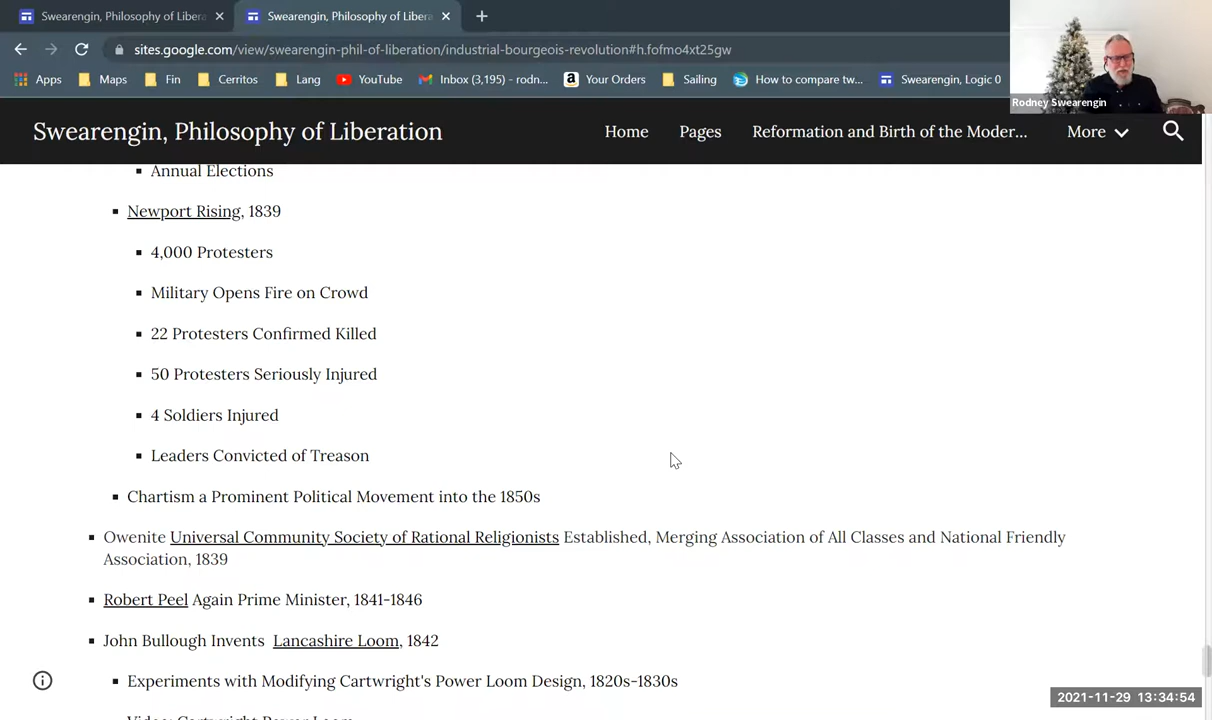 Swearengin, Philosophy of Libera
Swearengin, Philosophy of Libera
sites.google.com/view/swearengin-phil-of-liberation/industrial-bourgeois-revolution#h.fofmo4xt25gw
Apps Maps Fin Cerritos Lang YouTube Inbox (3,195) - rodn... Your Orders Sailing How to compare tw... Swearengin, Logic 0
Rodney Swearengin
Swearengin, Philosophy of Liberation
Home Pages Reformation and Birth of the Moder... More
Annual Elections
Newport Rising, 1839
4,000 Protesters
Military Opens Fire on Crowd
22 Protesters Confirmed Killed
50 Protesters Seriously Injured
4 Soldiers Injured
Leaders Convicted of Treason
Chartism a Prominent Political Movement into the 1850s
Owenite Universal Community Society of Rational Religionists Established, Merging Association of All Classes and National Friendly
Association, 1839
Robert Peel Again Prime Minister, 1841-1846
John Bullough Invents Lancashire Loom, 1842
Experiments with Modifying Cartwright's Power Loom Design, 1820s-1830s
Video: Cartwright Power Loom
2021-11-29 13:34:54